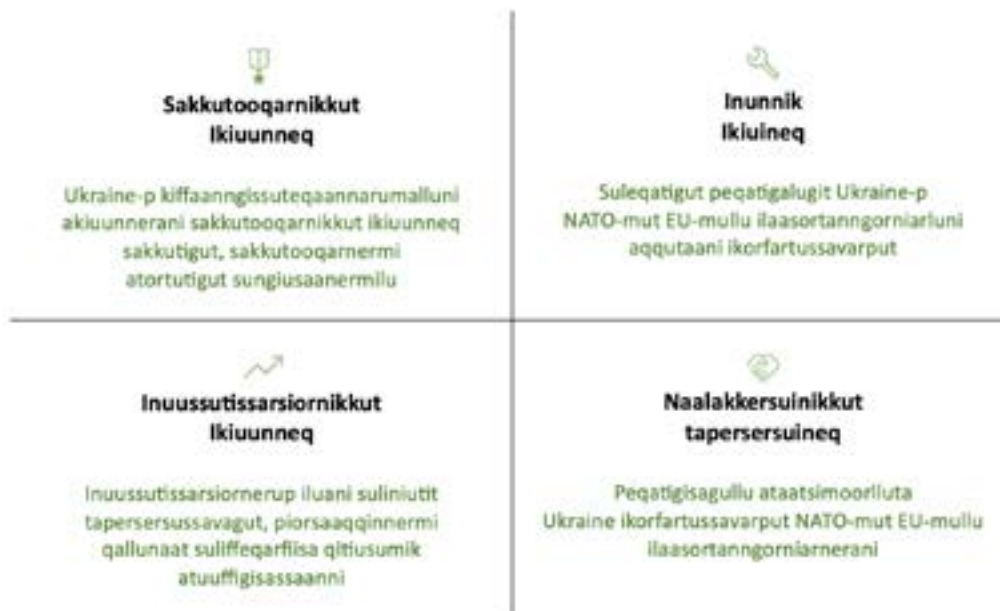 Sakkutooqarnikkut
Ikiuunneq
Ukraine-p kiffaanngissuteqaannarumalluni
akiuunnerani sakkutooqarnikkut ikiuunneq
sakkutigut, sakkutooqarnermi
atortutigut sungiusaanermilu
Inunnik
Ikiuineq
Suleqatigut peqatigalugit Ukraine-p
NATO-mut EU-mullu ilaasortanngorniarluni
aqqutaani ikorfartussavarput
Inuussutissarsiornikkut
Ikiuunneq
Inuussutissarsiornerup iluani suliniutit
tapersersussavagut, piorsaaqqinnermi
qallunaat suliffeqarfiisa qitiusumik
atuuffigisassaanni
Naalakkersuinikkut
tapersersuineq
Peqatigisagullu ataatsimoorlluta
Ukraine ikorfartussavarput NATO-mut EU-mullu
ilaasortanngorniarnerani